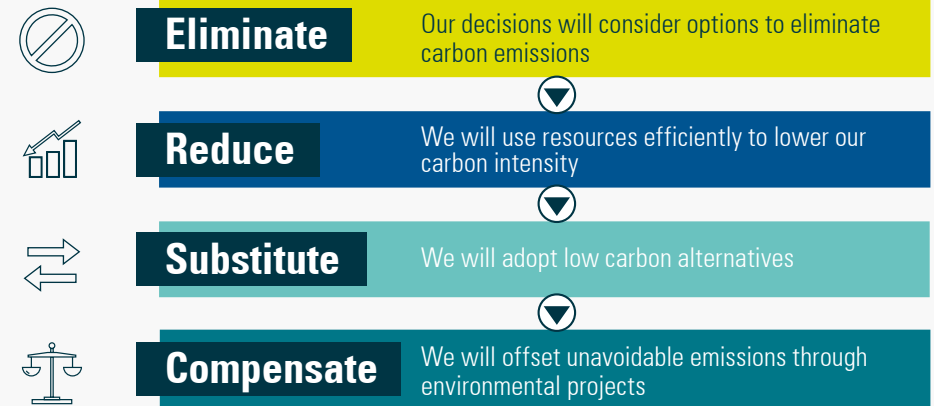 Eliminate
Our decisions will consider options to eliminate
carbon emissions
Reduce
We will use resources efficiently to lower our
carbon intensity
Substitute
We will adopt low carbon alternatives
Compensate
We will offset unavoidable emissions through
environmental projects